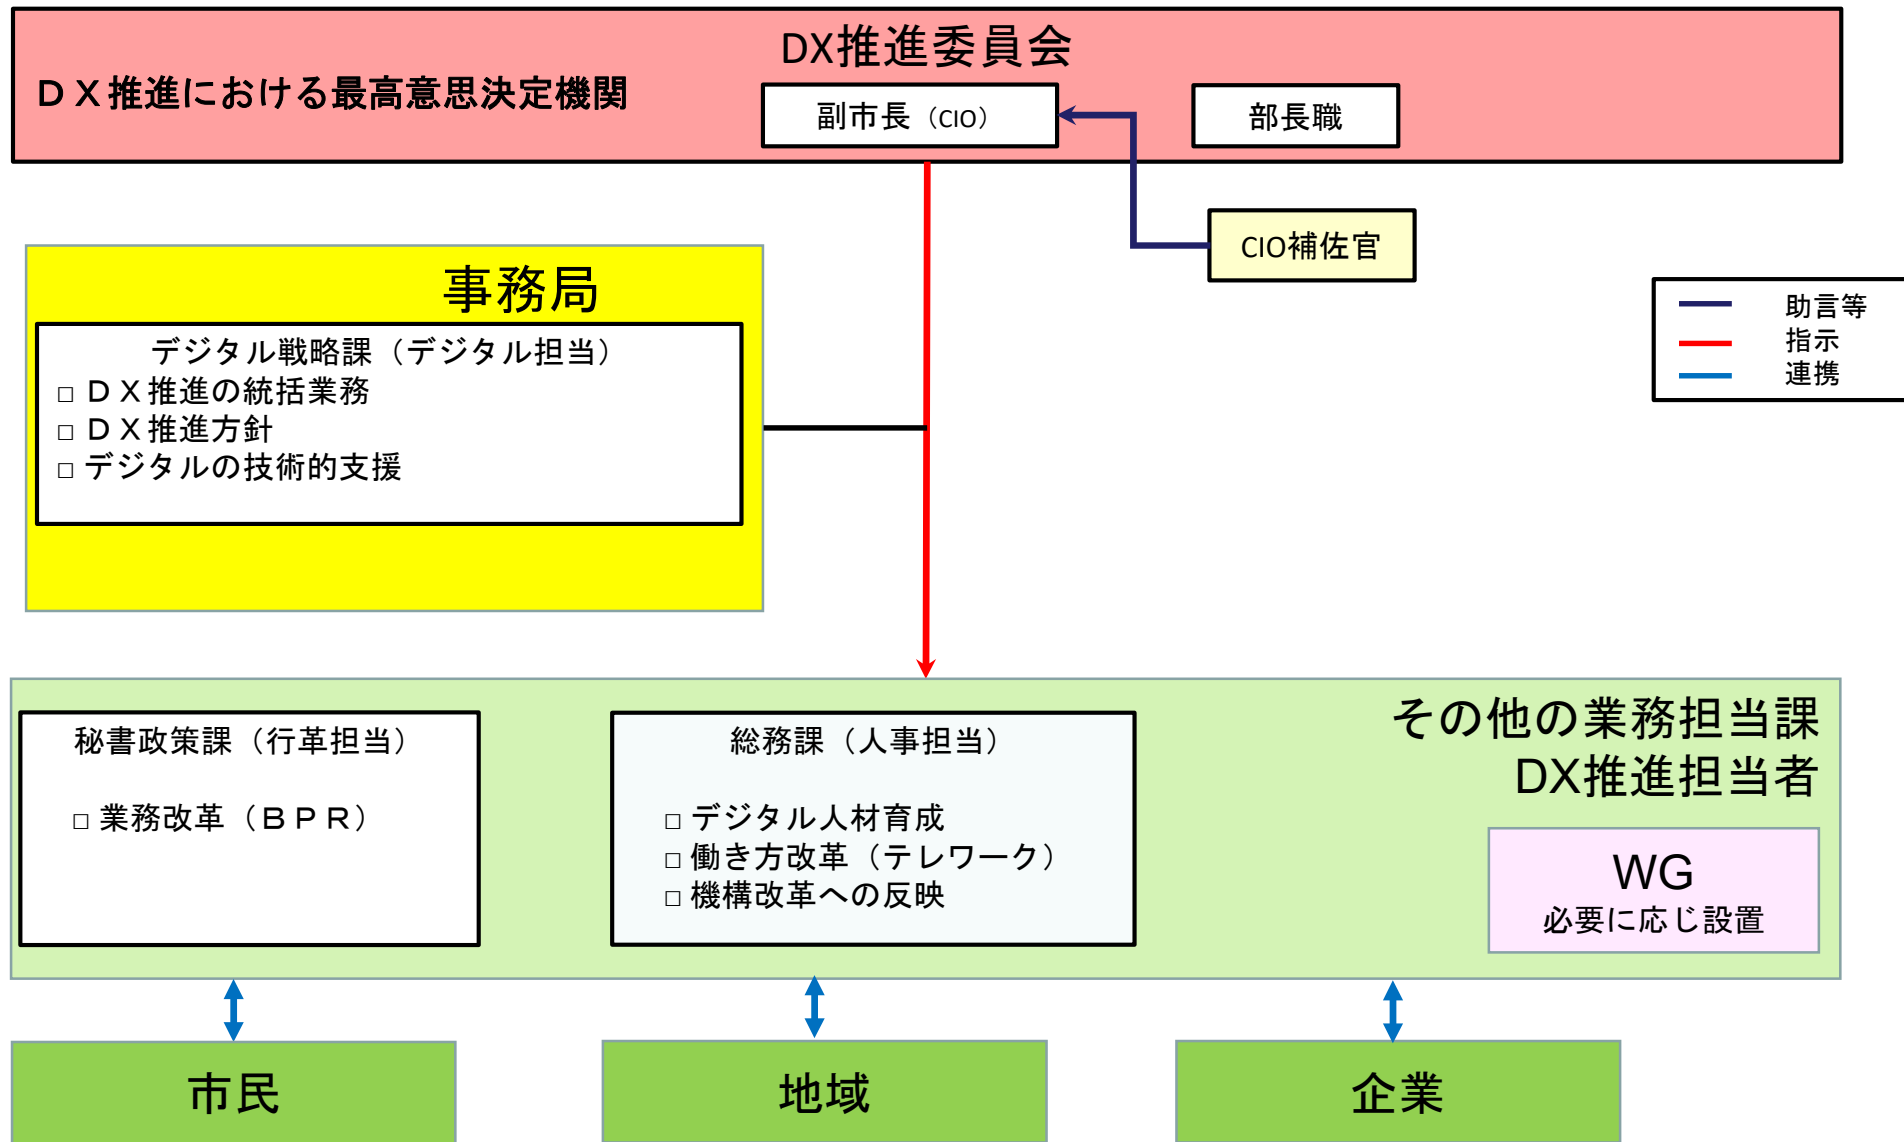 DX推進委員会
ＤＸ推進における最高意思決定機関
副市長（CIO）
部長職
CIO補佐官
事務局
デジタル戦略課（デジタル担当）
□ ＤＸ推進の統括業務
□ ＤＸ推進方針
□ デジタルの技術的支援
助言等
指示
連携
その他の業務担当課
DX推進担当者
秘書政策課（行革担当）
□ 業務改革（ＢＰＲ）
総務課（人事担当）
□ デジタル人材育成
□ 働き方改革（テレワーク）
□ 機構改革への反映
WG
必要に応じ設置
市民
地域
企業